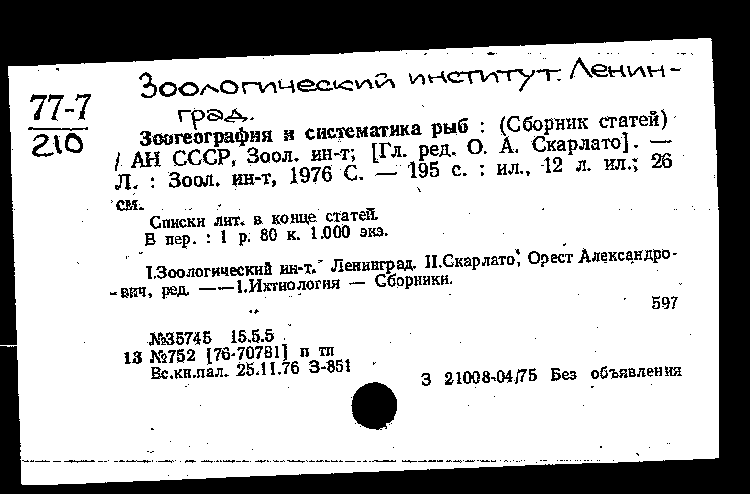 Зоологический институт. Ленин-
град.
77-7
210
Зоогеография и систематика рыб : (Сборник статей)
/ АН СССР, Зоол. ин-т; [Гл. ред. О. А. Скарлато]. —
Л. : Зоол. ин-т, 1976 С. — 195 с. : ил., 12 л. ил.; 26
см.
Списки лит. в конце статей.
В пер. : 1 р. 80 к. 1.000 экз.
I.Зоологический ин-т. Ленинград. II.Скарлато, Орест Александро-
вич, ред. ——1.Ихтиология — Сборники.
597
№35745 15.5.5
13 №752 [76-70781] п тп
Вс.кн.пал. 25.11.76 З-851
З 21008-04/75 Без объявления